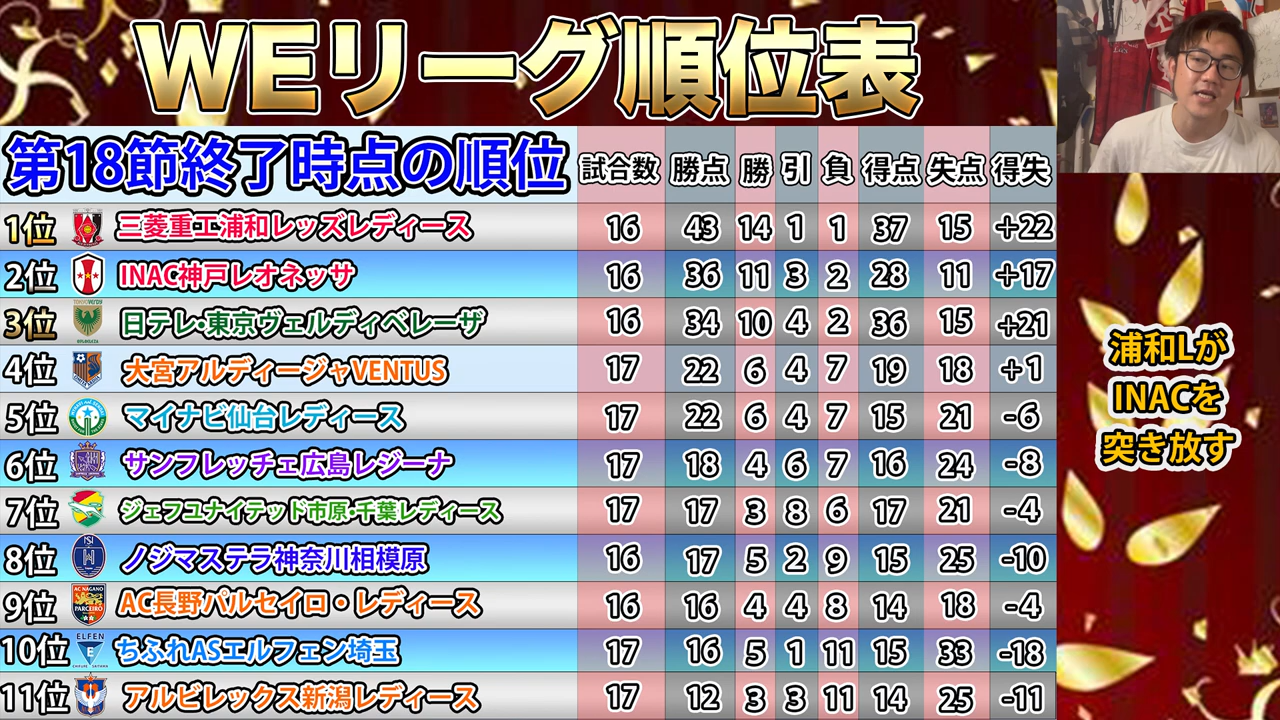 WEリーグ順位表
第18節終了時点の順位 試合数 勝点 勝 引 負 得点 失点 得失
1位 三菱重工浦和レッズレディース 16 43 14 1 1 37 15 +22
2位 INAC神戸レオネッサ 16 36 11 3 2 28 11 +17
3位 日テレ・東京ヴェルディベレーザ 16 34 10 4 2 36 15 +21
4位 大宮アルディージャVENTUS 17 22 6 4 7 19 18 +1
5位 マイナビ仙台レディース 17 22 6 4 7 15 21 -6
6位 サンフレッチェ広島レジーナ 17 18 4 6 7 16 24 -8
7位 ジェフユナイテッド市原・千葉レディース 17 17 3 8 6 17 21 -4
8位 ノジマステラ神奈川相模原 16 17 5 2 9 15 25 -10
9位 AC NAGANO PARCEIRO AC長野パルセイロ・レディース 16 16 4 4 8 14 18 -4
10位 ELFEN ちふれASエルフェン埼玉 17 16 5 1 11 15 33 -18
11位 アルビレックス新潟レディース 17 12 3 3 11 14 25 -11
浦和Lが
INACを
突き放す